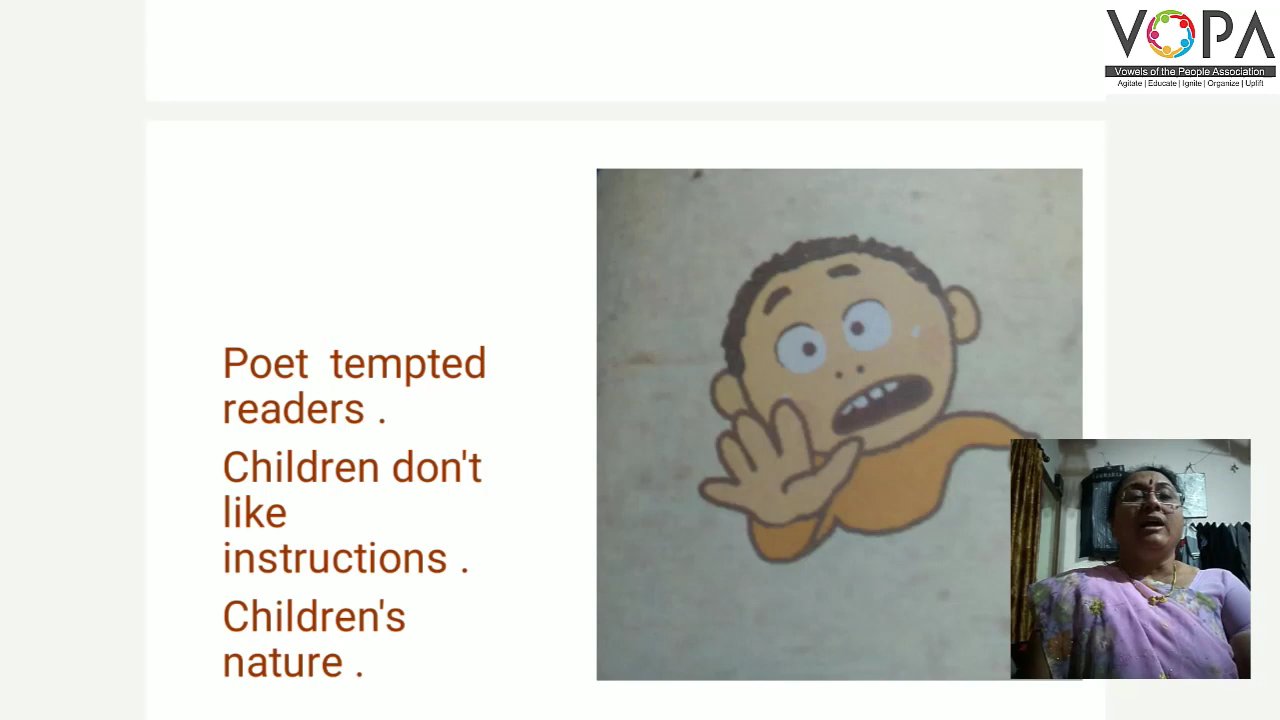 VOPA
Vowels of the People Association
Agitate | Educate | Ignite | Organize | Uplift
Poet tempted
readers .
Children don't
like
instructions .
Children's
nature .